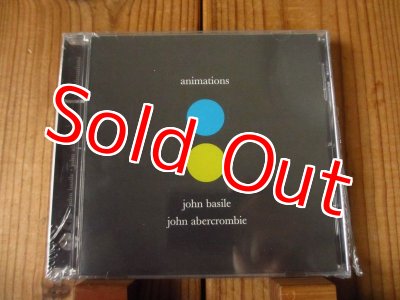 animations
Sold Out
john basile
john abercrombie